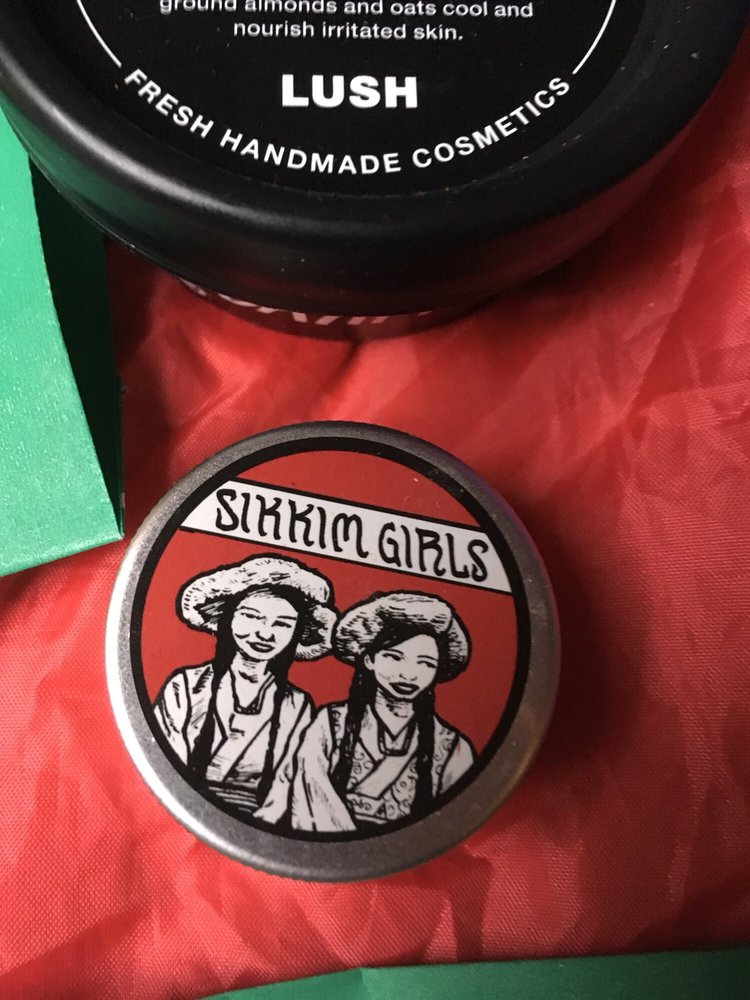 ground almonds and oats cool and
nourish irritated skin.
LUSH
FRESH HANDMADE COSMETICS
SIKKIM GIRLS